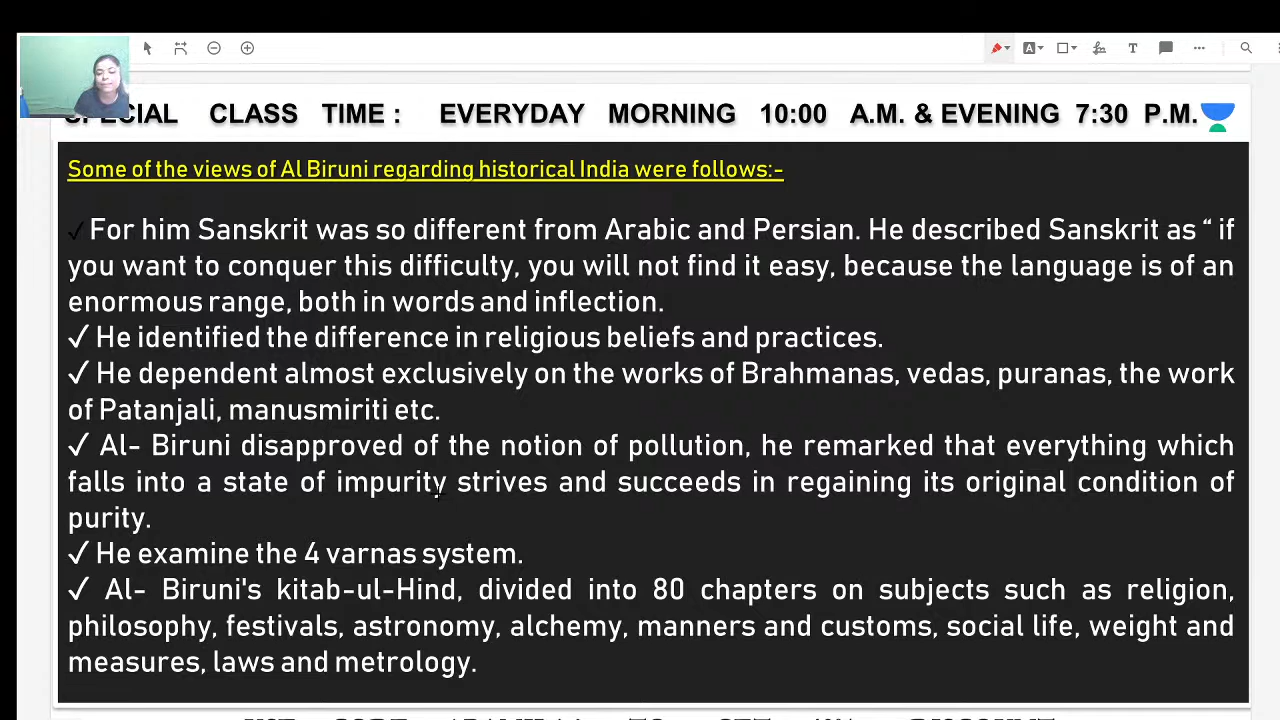 SPECIAL CLASS TIME : EVERYDAY MORNING 10:00 A.M. & EVENING 7:30 P.M.
Some of the views of Al Biruni regarding historical India were follows:-
✓ For him Sanskrit was so different from Arabic and Persian. He described Sanskrit as “ if
you want to conquer this difficulty, you will not find it easy, because the language is of an
enormous range, both in words and inflection.
✓ He identified the difference in religious beliefs and practices.
✓ He dependent almost exclusively on the works of Brahmanas, vedas, puranas, the work
of Patanjali, manusmiriti etc.
✓ Al- Biruni disapproved of the notion of pollution, he remarked that everything which
falls into a state of impurity strives and succeeds in regaining its original condition of
purity.
✓ He examine the 4 varnas system.
✓ Al- Biruni's kitab-ul-Hind, divided into 80 chapters on subjects such as religion,
philosophy, festivals, astronomy, alchemy, manners and customs, social life, weight and
measures, laws and metrology.